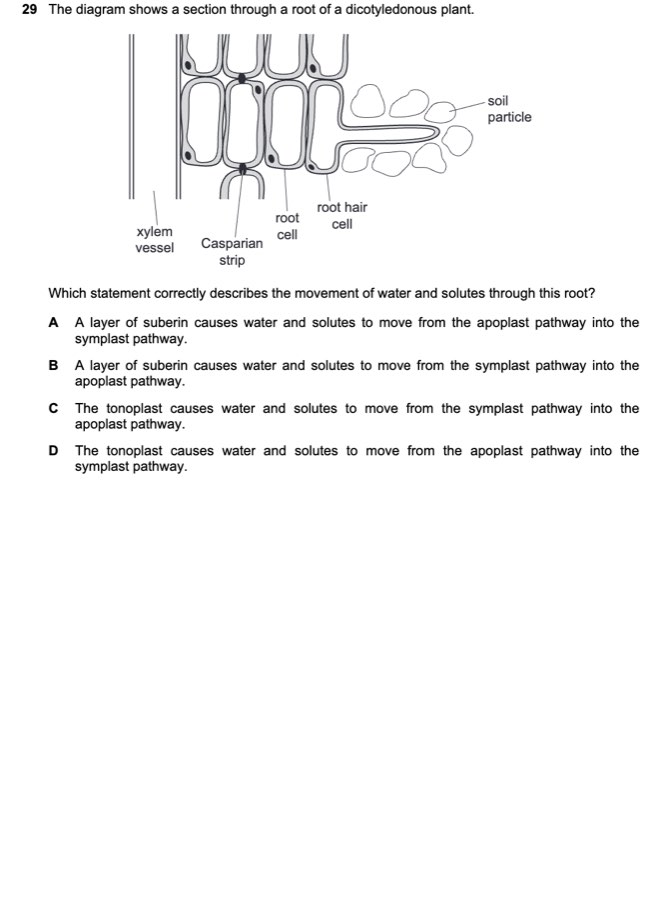 29 The diagram shows a section through a root of a dicotyledonous plant.
soil
particle
root hair
cell
root
cell
xylem
vessel
Casparian
strip
Which statement correctly describes the movement of water and solutes through this root?
A A layer of suberin causes water and solutes to move from the apoplast pathway into the
symplast pathway.
B A layer of suberin causes water and solutes to move from the symplast pathway into the
apoplast pathway.
C The tonoplast causes water and solutes to move from the symplast pathway into the
apoplast pathway.
D The tonoplast causes water and solutes to move from the apoplast pathway into the
symplast pathway.